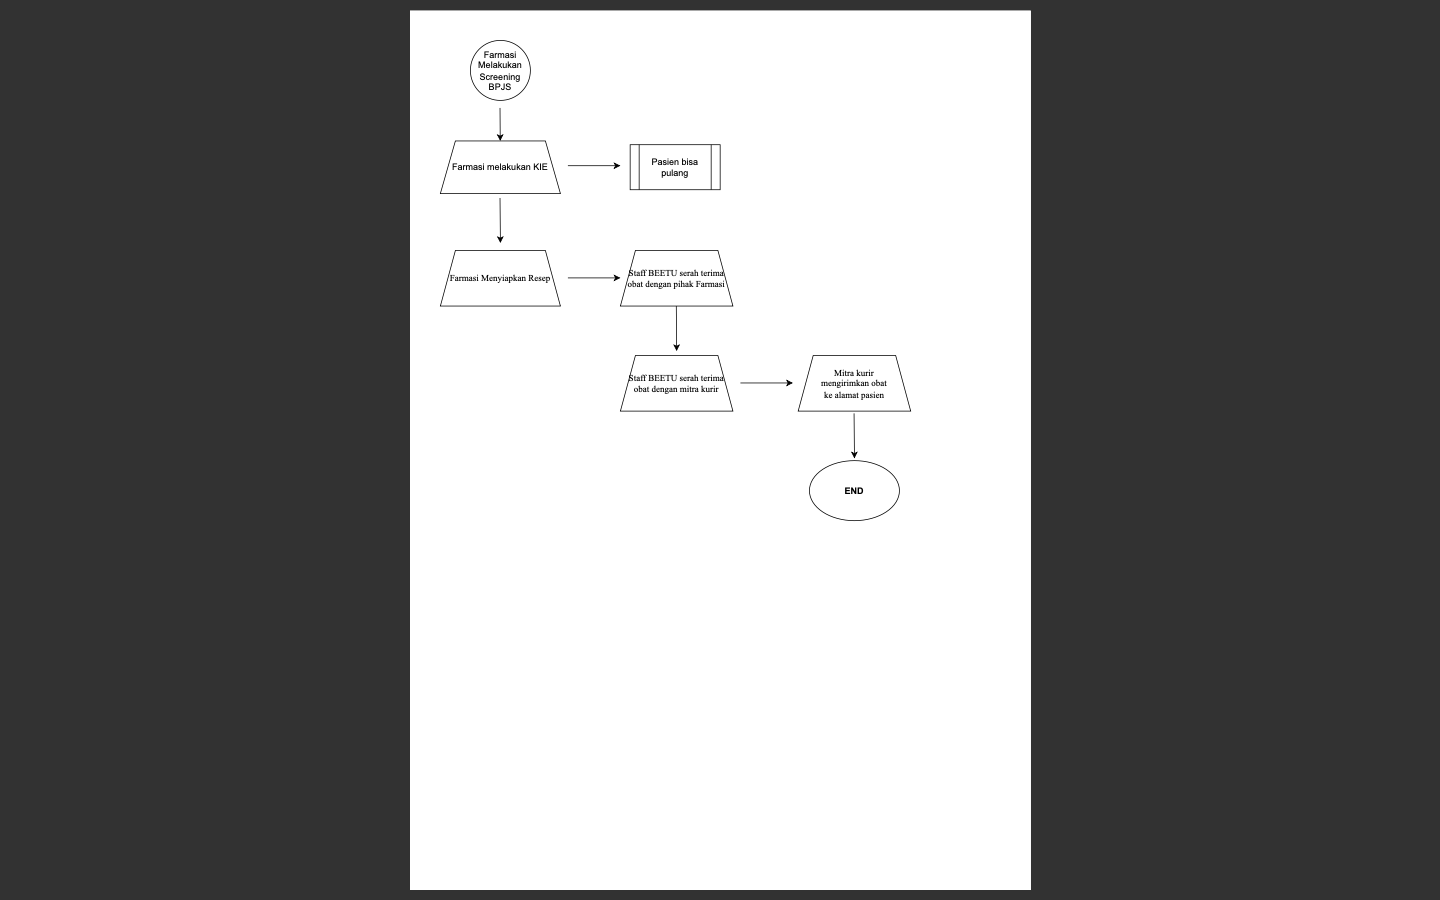 Farmasi
Melakukan
Screening
BPJS
Farmasi melakukan KIE
Pasien bisa
pulang
Farmasi Menyiapkan Resep
Staff BEETU serah terima
obat dengan pihak Farmasi
Staff BEETU serah terima
obat dengan mitra kurir
Mitra kurir
mengirimkan obat
ke alamat pasien
END